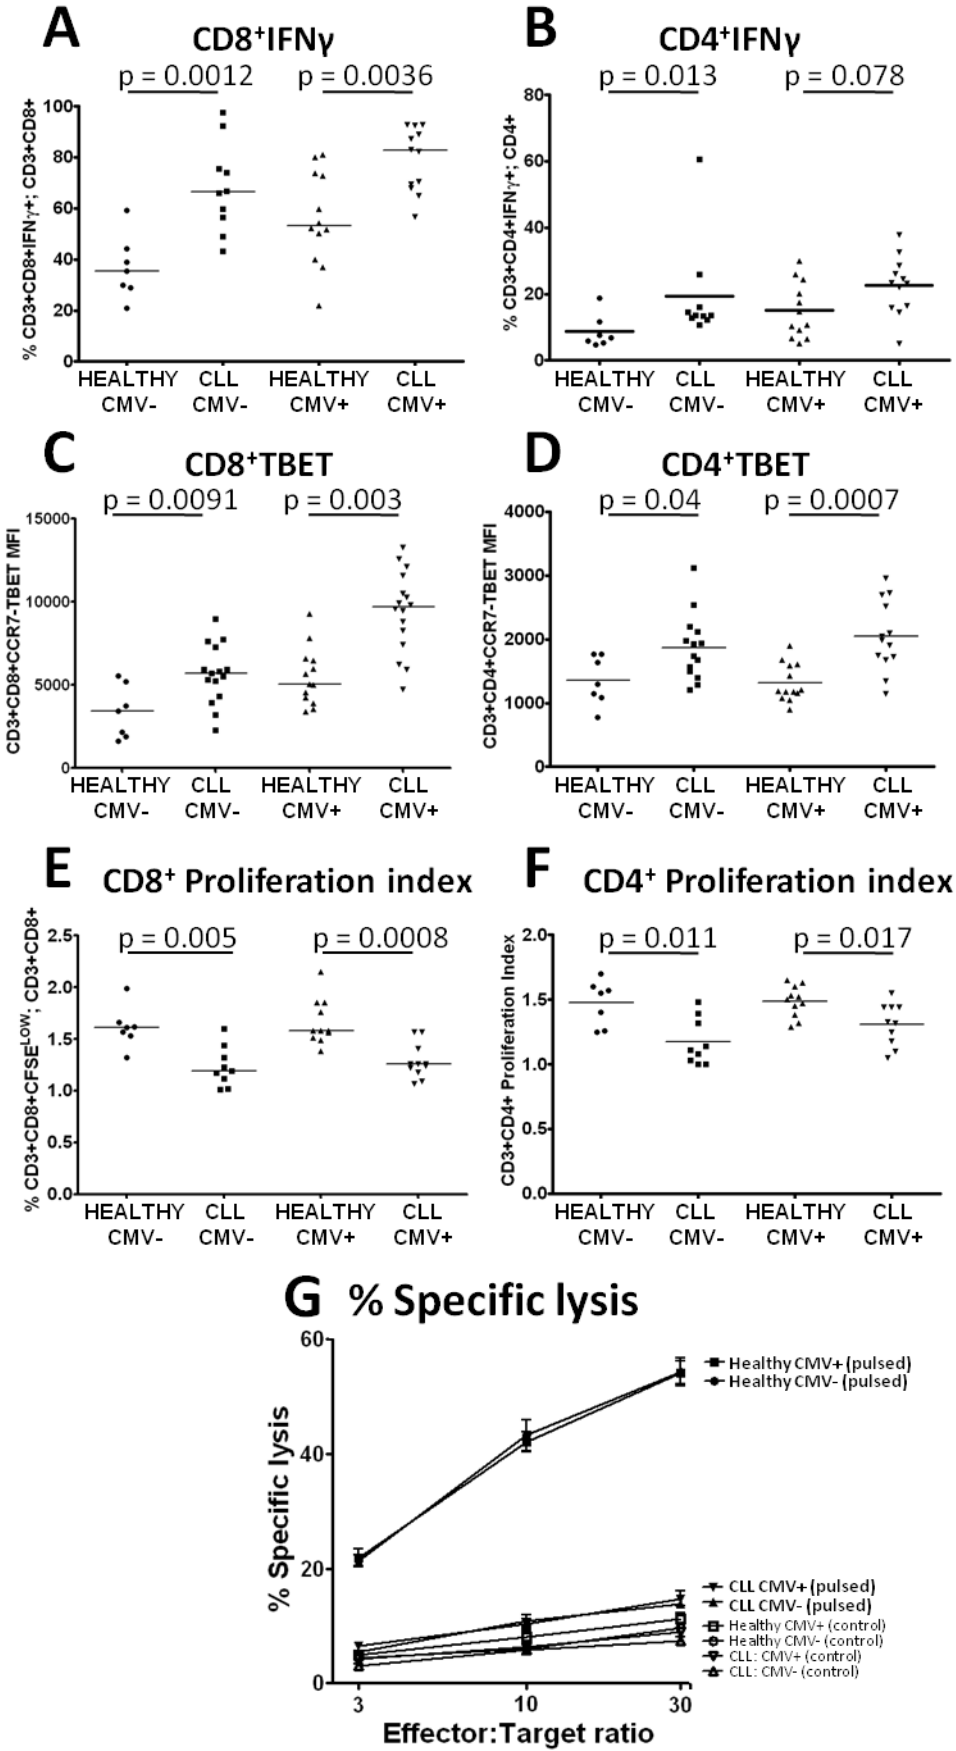 A CD8⁺IFNγ
p = 0.0012 p = 0.0036
% CD3+CD8+IFNγ+; CD3+CD8+
100
80
60
40
20
0
HEALTHY CLL HEALTHY CLL
CMV- CMV- CMV+ CMV+
B CD4⁺IFNγ
p = 0.013 p = 0.078
% CD3+CD4+IFNγ+; CD4+
80
60
40
20
0
HEALTHY CLL HEALTHY CLL
CMV- CMV- CMV+ CMV+
C CD8⁺TBET
p = 0.0091 p = 0.003
CD3+CD8+CCR7-TBET MFI
15000
10000
5000
0
HEALTHY CLL HEALTHY CLL
CMV- CMV- CMV+ CMV+
D CD4⁺TBET
p = 0.04 p = 0.0007
CD3+CD4+CCR7-TBET MFI
4000
3000
2000
1000
0
HEALTHY CLL HEALTHY CLL
CMV- CMV- CMV+ CMV+
E CD8⁺ Proliferation index
p = 0.005 p = 0.0008
% CD3+CD8+CFSEᴸᴼᵂ; CD3+CD8+
2.5
2.0
1.5
1.0
0.5
0.0
HEALTHY CLL HEALTHY CLL
CMV- CMV- CMV+ CMV+
F CD4⁺ Proliferation index
p = 0.011 p = 0.017
CD3+CD4+ Proliferation Index
2.0
1.5
1.0
0.5
0.0
HEALTHY CLL HEALTHY CLL
CMV- CMV- CMV+ CMV+
G % Specific lysis
% Specific lysis
60
40
20
0
3 10 30
Effector:Target ratio
Healthy CMV+ (pulsed)
Healthy CMV- (pulsed)
CLL CMV+ (pulsed)
CLL CMV- (pulsed)
Healthy CMV+ (control)
Healthy CMV- (control)
CLL: CMV+ (control)
CLL: CMV- (control)